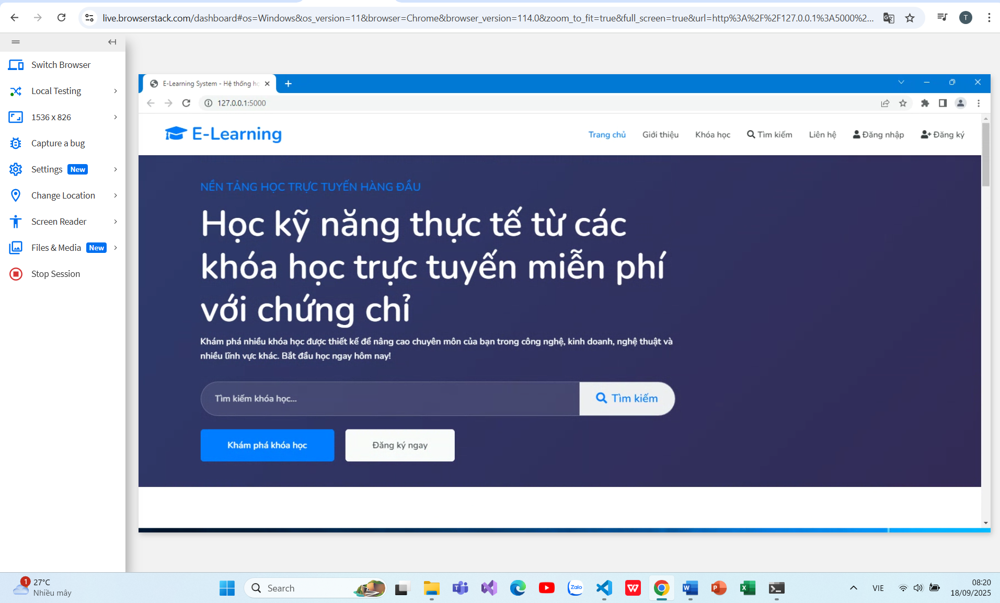 live.browserstack.com/dashboard#os=Windows&os_version=11&browser=Chrome&browser_version=114.0&zoom_to_fit=true&full_screen=true&url=http%3A%2F%2F127.0.0.1%3A5000%2...
T
Switch Browser
Local Testing
1536 x 826
Capture a bug
Settings New
Change Location
Screen Reader
Files & Media New
Stop Session
E-Learning System - Hệ thống họ
127.0.0.1:5000
E-Learning
Trang chủ Giới thiệu Khóa học Tìm kiếm Liên hệ Đăng nhập Đăng ký
NỀN TẢNG HỌC TRỰC TUYẾN HÀNG ĐẦU
Học kỹ năng thực tế từ các
khóa học trực tuyến miễn phí
với chứng chỉ
Khám phá nhiều khóa học được thiết kế để nâng cao chuyên môn của bạn trong công nghệ, kinh doanh, nghệ thuật và
nhiều lĩnh vực khác. Bắt đầu học ngay hôm nay!
Tìm kiếm khóa học...
Tìm kiếm
Khám phá khóa học
Đăng ký ngay
1
27°C
Nhiều mây
Search
Zalo
VIE
08:20
18/09/2025